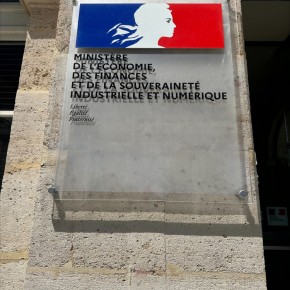 MINISTÈRE
DE L'ÉCONOMIE,
DES FINANCES
ET DE LA SOUVERAINETÉ
INDUSTRIELLE ET NUMÉRIQUE
Liberté
Égalité
Fraternité